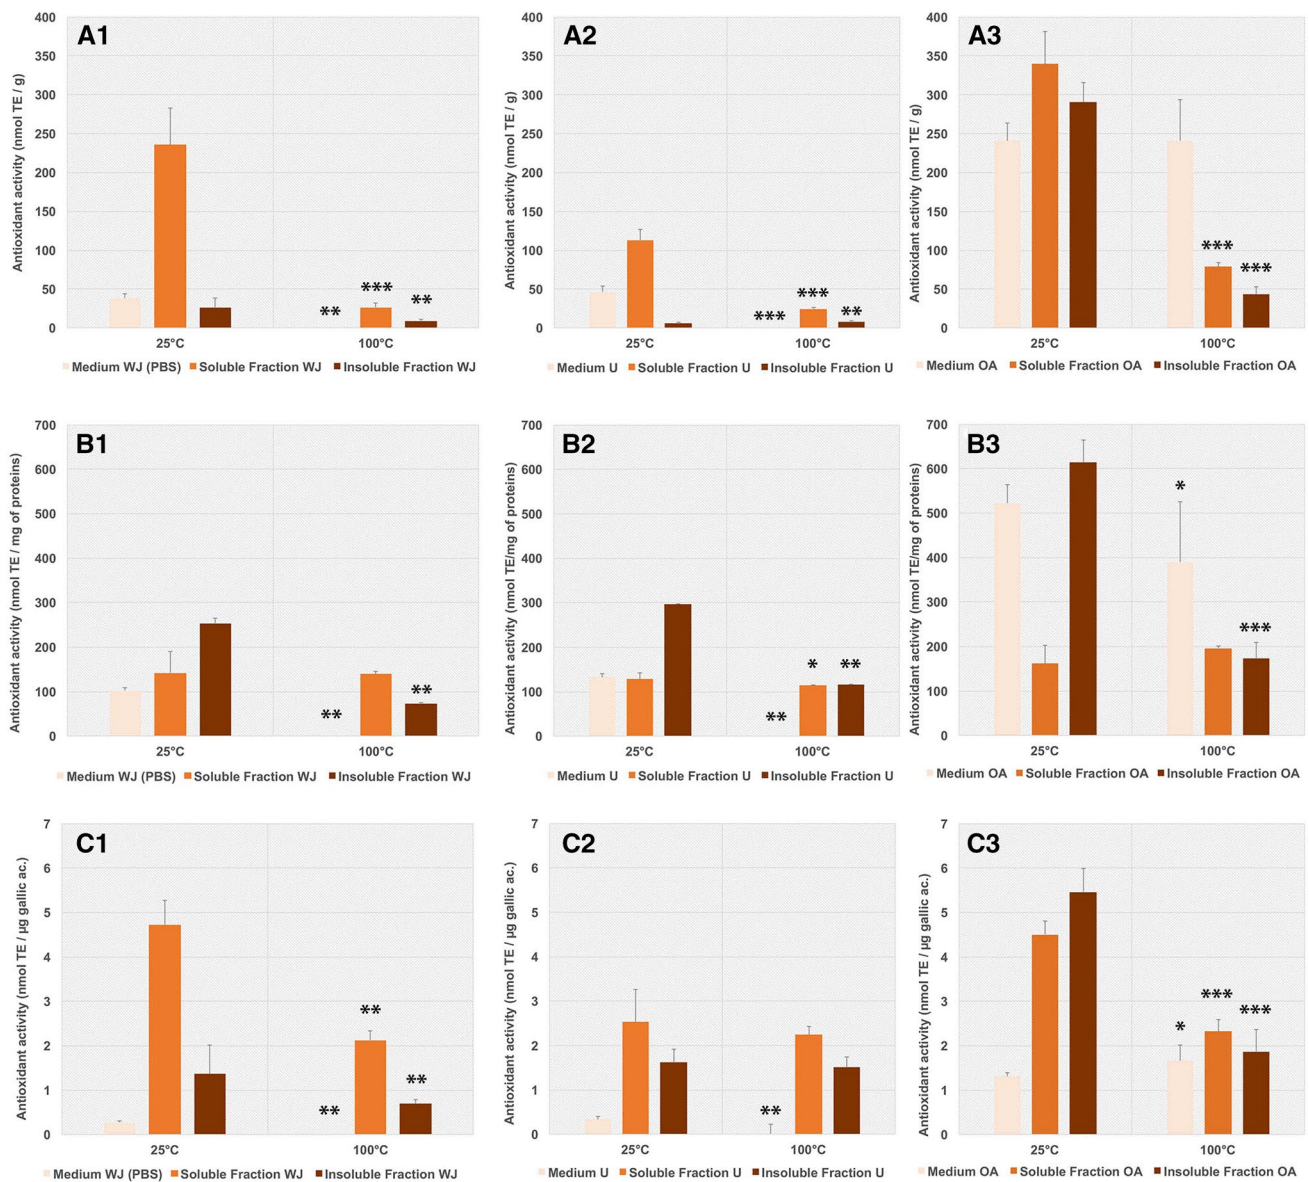 A1
Antioxidant activity (nmol TE / g)
400
350
300
250
200
150
100
50
0
** *** **
25°C 100°C
Medium WJ (PBS) Soluble Fraction WJ Insoluble Fraction WJ
A2
Antioxidant activity (nmol TE / g)
400
350
300
250
200
150
100
50
0
*** *** **
25°C 100°C
Medium U Soluble Fraction U Insoluble Fraction U
A3
Antioxidant activity (nmol TE / g)
400
350
300
250
200
150
100
50
0
*** ***
25°C 100°C
Medium OA Soluble Fraction OA Insoluble Fraction OA
B1
Antioxidant activity (nmol TE / mg of proteins)
700
600
500
400
300
200
100
0
** **
25°C 100°C
Medium WJ (PBS) Soluble Fraction WJ Insoluble Fraction WJ
B2
Antioxidant activity (nmol TE/mg of proteins)
700
600
500
400
300
200
100
0
** * **
25°C 100°C
Medium U Soluble Fraction U Insoluble Fraction U
B3
Antioxidant activity (nmol TE/mg of proteins)
700
600
500
400
300
200
100
0
* ***
25°C 100°C
Medium OA Soluble Fraction OA Insoluble Fraction OA
C1
Antioxidant activity (nmol TE / µg gallic ac.)
7
6
5
4
3
2
1
0
** ** **
25°C 100°C
Medium WJ (PBS) Soluble Fraction WJ Insoluble Fraction WJ
C2
Antioxidant activity (nmol TE / µg gallic ac.)
7
6
5
4
3
2
1
0
**
25°C 100°C
Medium U Soluble Fraction U Insoluble Fraction U
C3
Antioxidant activity (nmol TE / µg gallic ac.)
7
6
5
4
3
2
1
0
* *** ***
25°C 100°C
Medium OA Soluble Fraction OA Insoluble Fraction OA